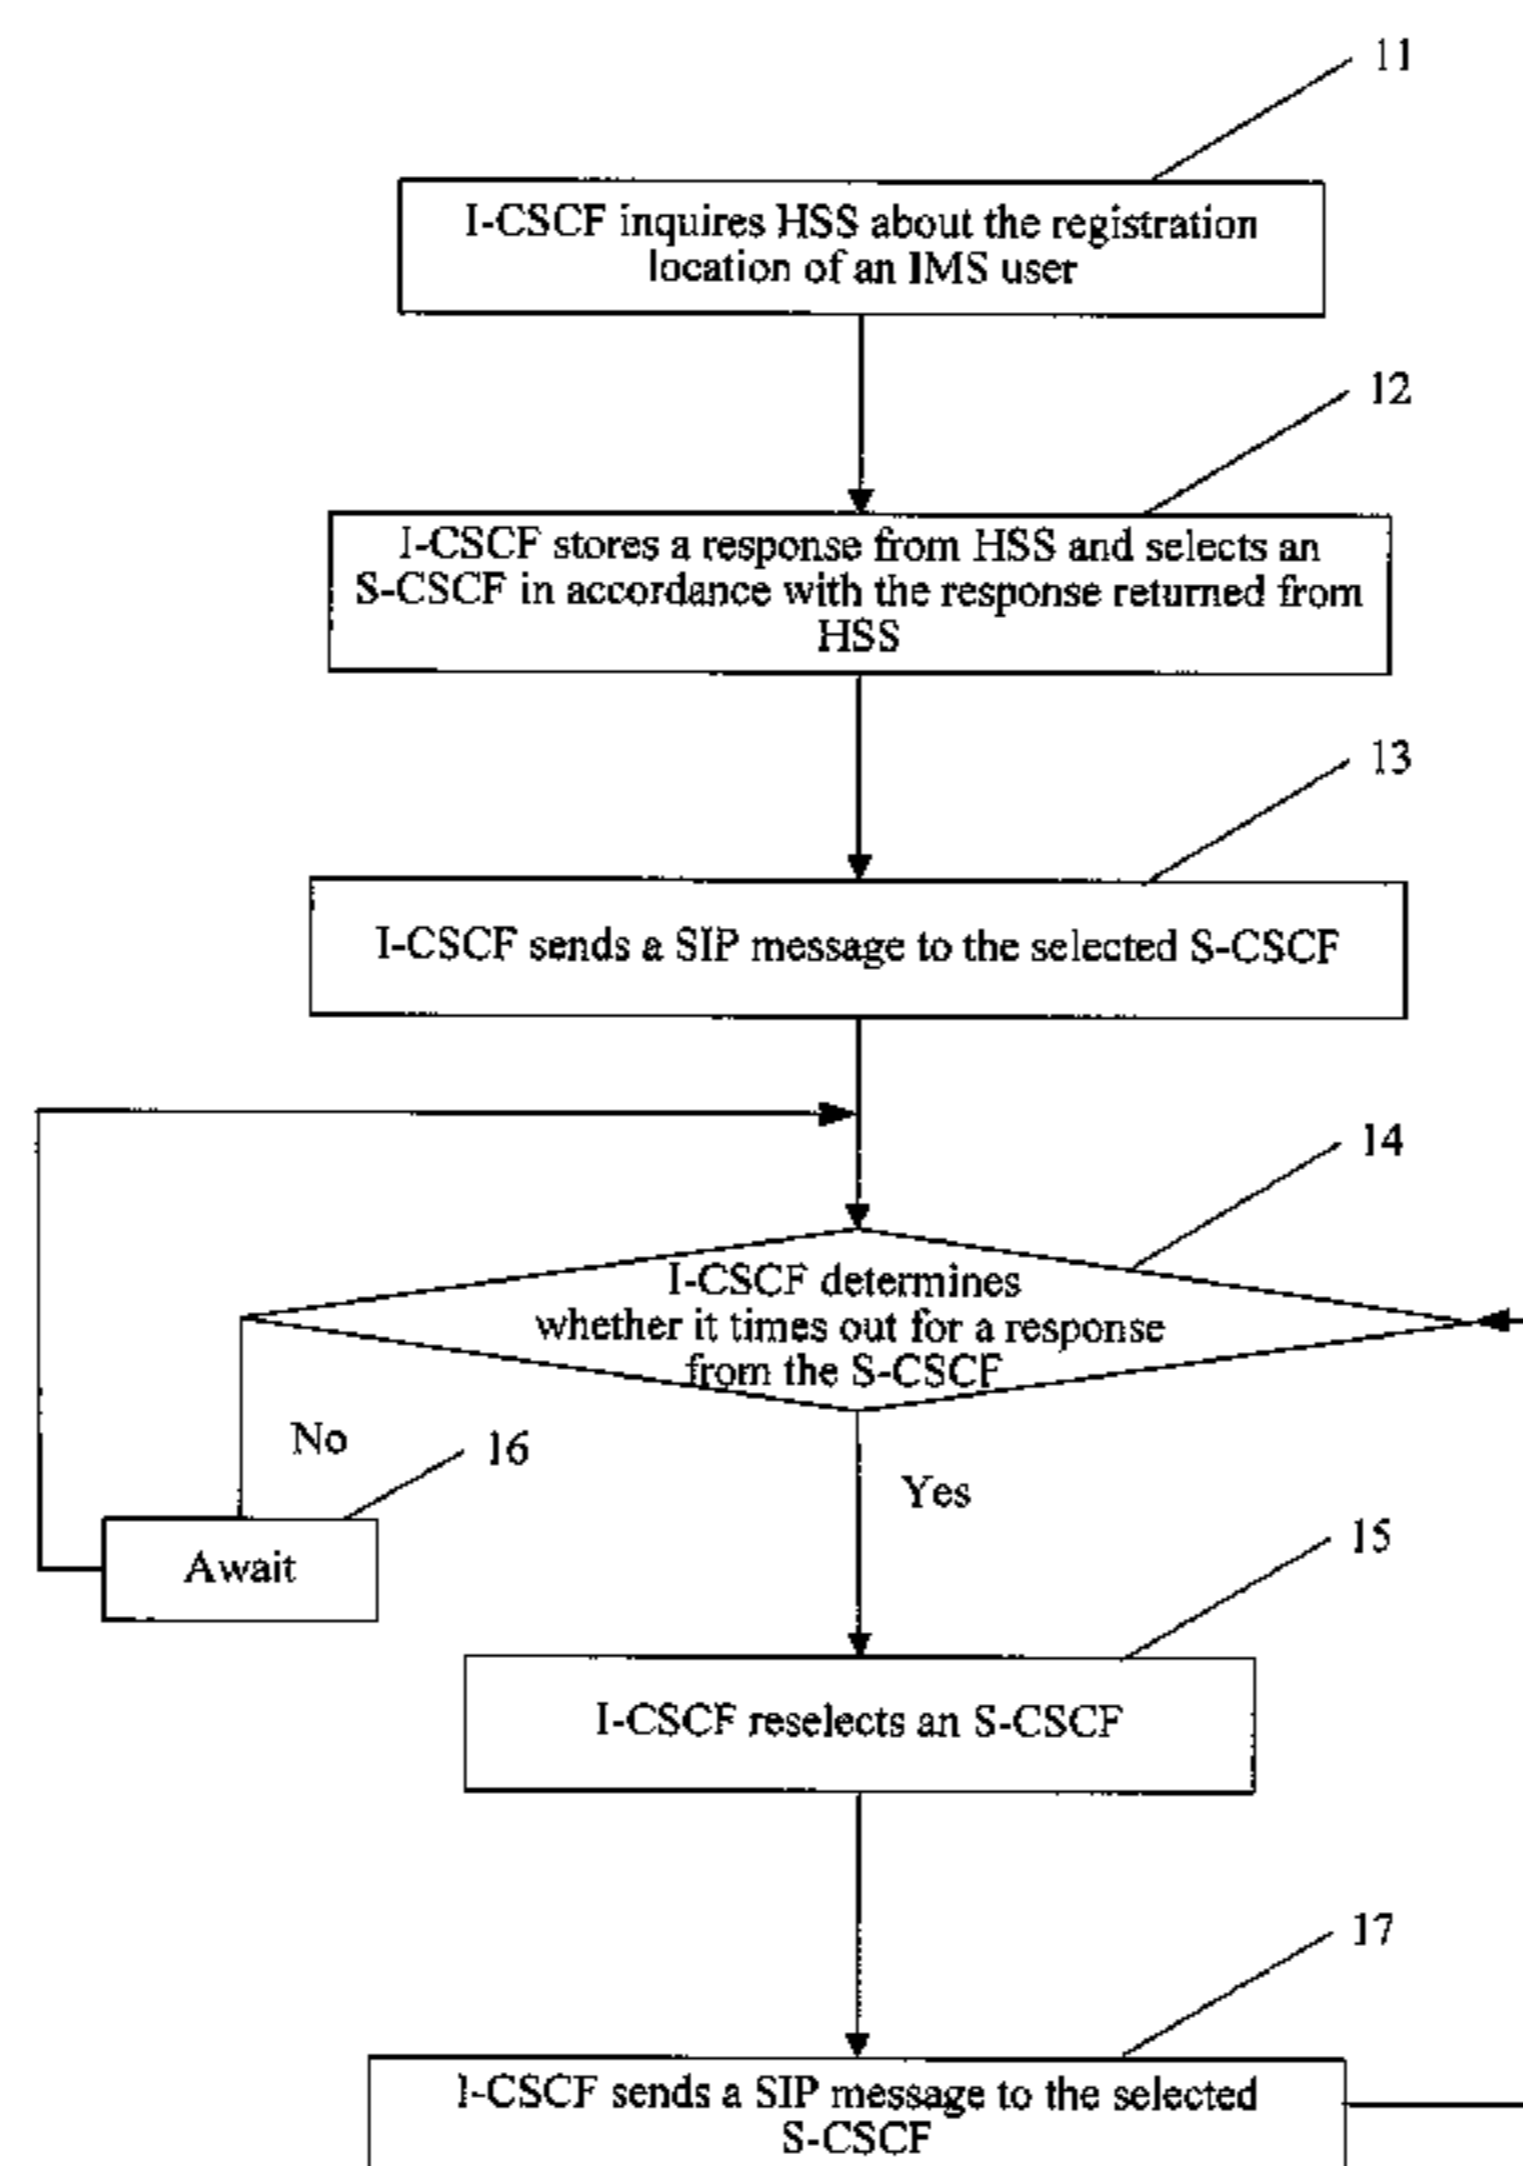 11
I-CSCF inquires HSS about the registration
location of an IMS user
12
I-CSCF stores a response from HSS and selects an
S-CSCF in accordance with the response returned from
HSS
13
I-CSCF sends a SIP message to the selected S-CSCF
14
I-CSCF determines
whether it times out for a response
from the S-CSCF
No
16
Yes
Await
15
I-CSCF reselects an S-CSCF
17
I-CSCF sends a SIP message to the selected
S-CSCF